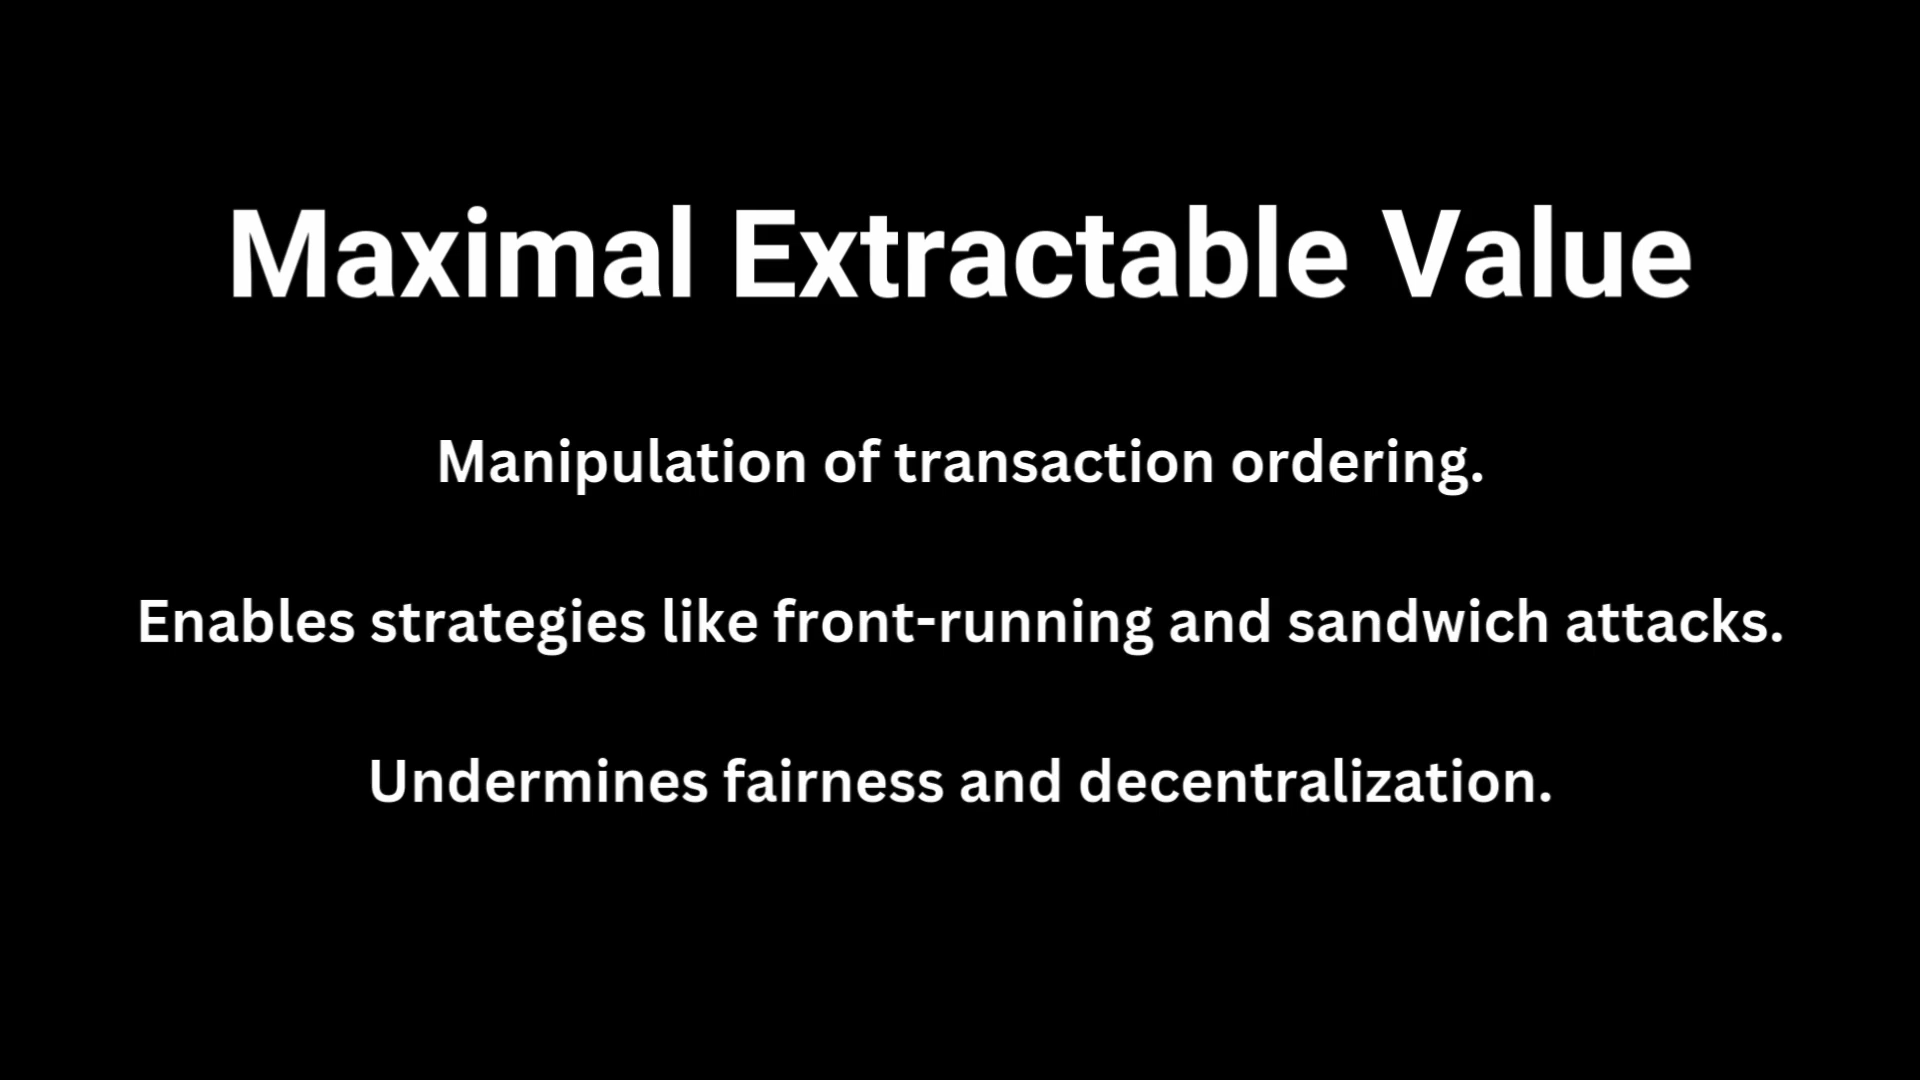 Maximal Extractable Value
Manipulation of transaction ordering.
Enables strategies like front-running and sandwich attacks.
Undermines fairness and decentralization.